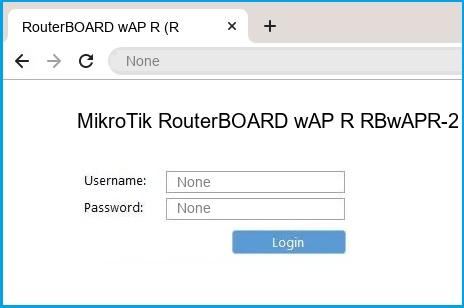 RouterBOARD wAP R (R
None
MikroTik RouterBOARD wAP R RBwAPR-2
Username: None
Password: None
Login